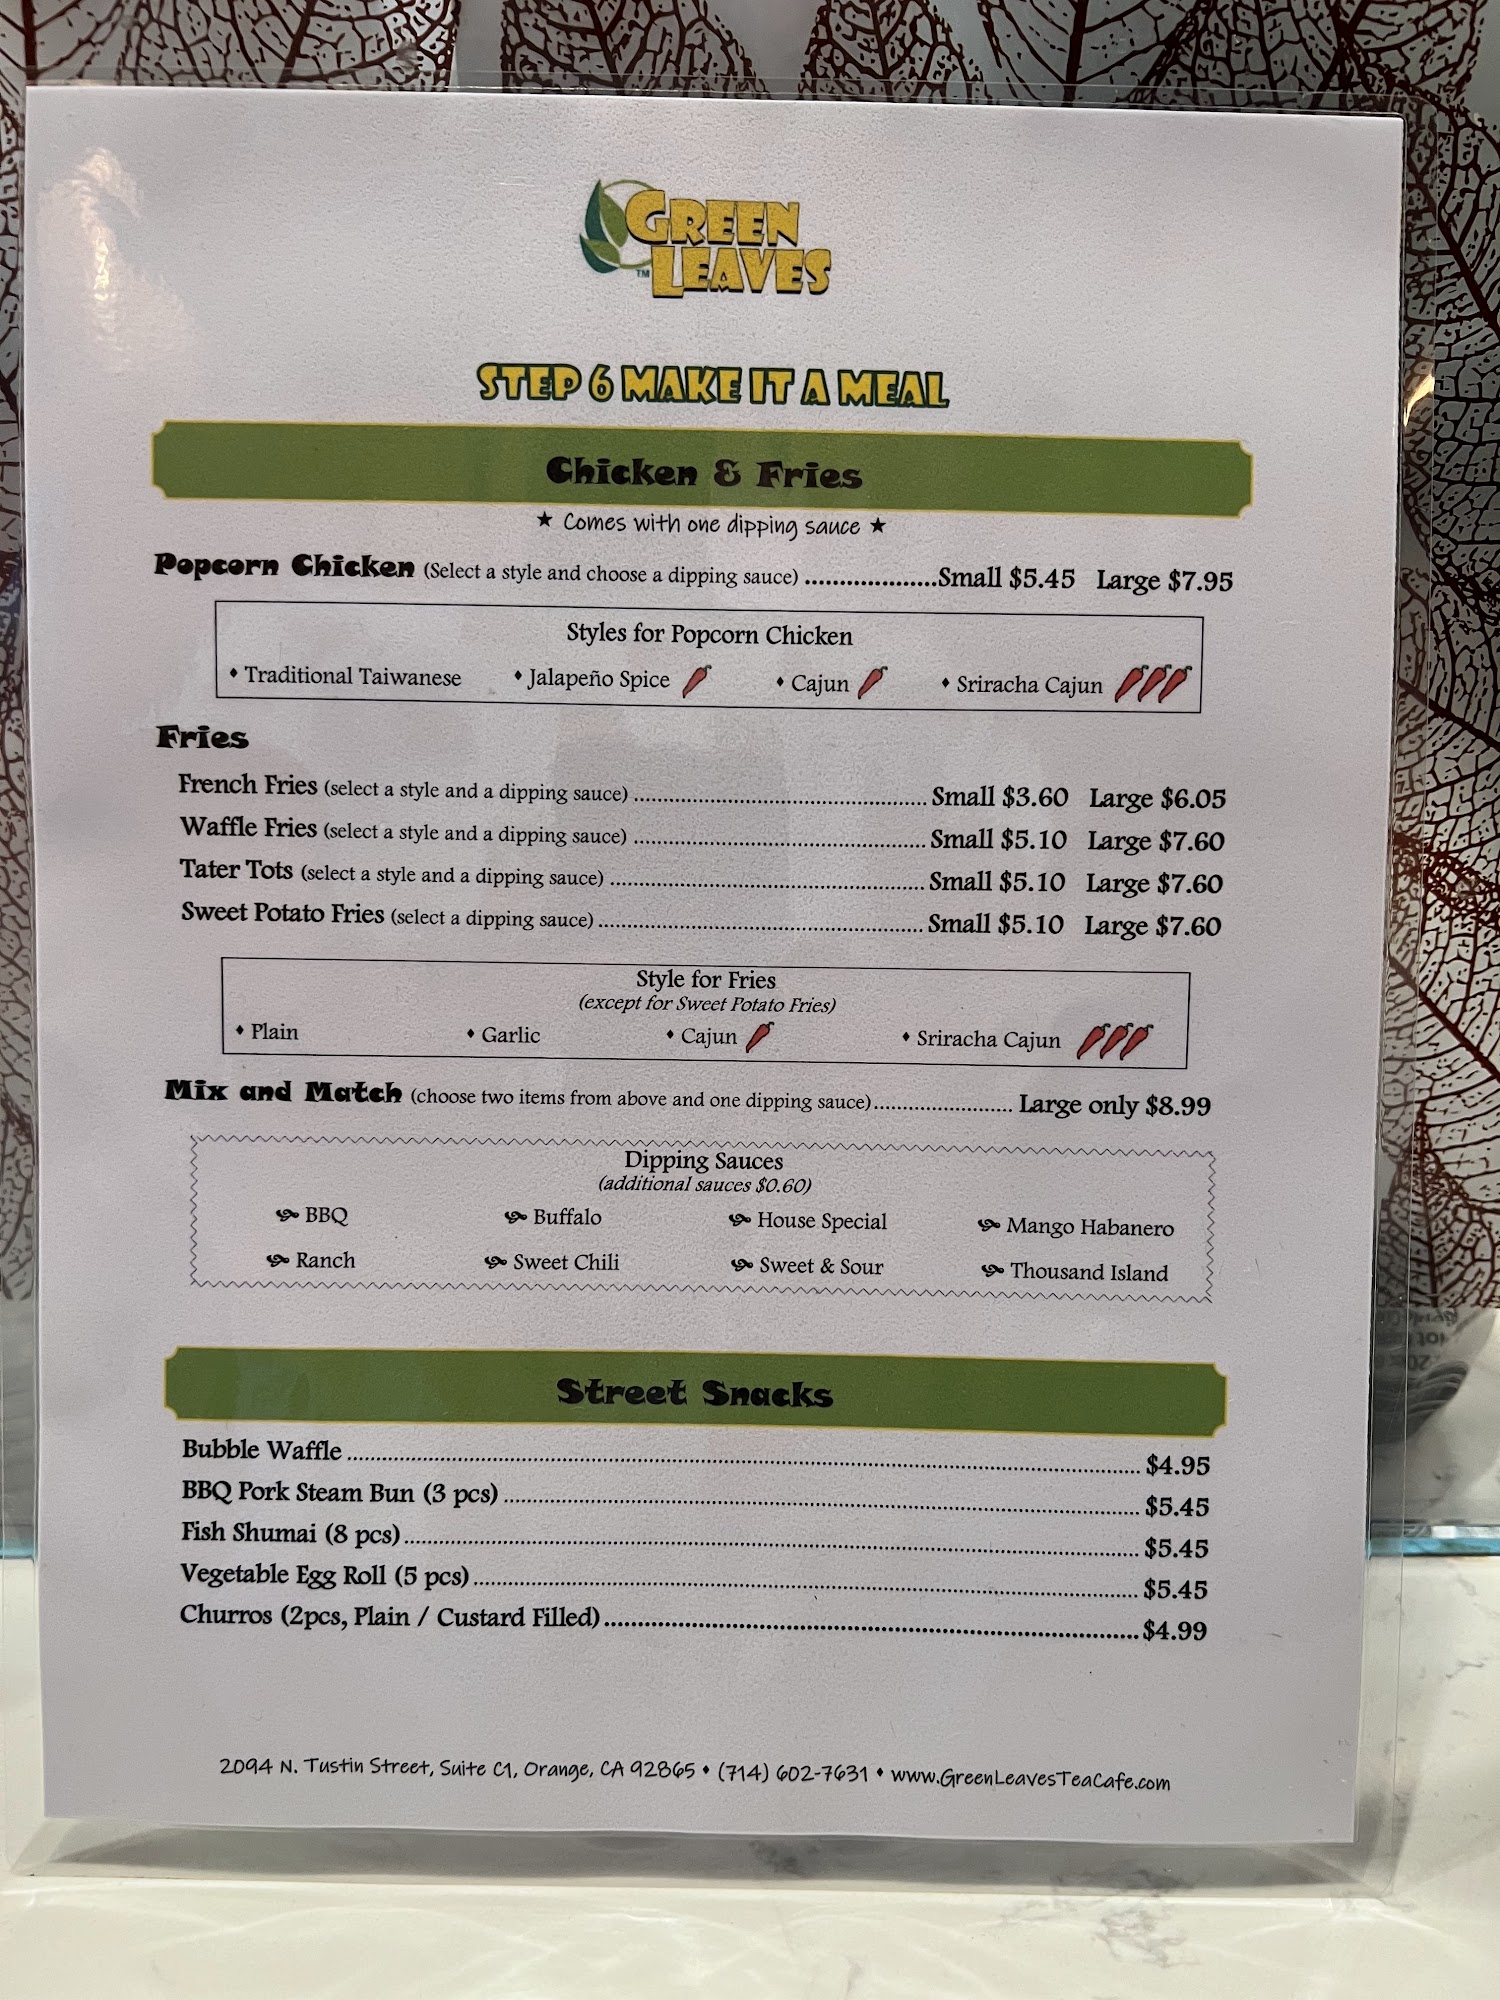 GREEN
LEAVES
TM
STEP 6 MAKE IT A MEAL
Chicken & Fries
★ Comes with one dipping sauce ★
Popcorn Chicken (Select a style and choose a dipping sauce) ....................Small $5.45 Large $7.95
Styles for Popcorn Chicken
♦ Traditional Taiwanese ♦ Jalapeño Spice ♦ Cajun ♦ Sriracha Cajun
Fries
French Fries (select a style and a dipping sauce) ............................................ Small $3.60 Large $6.05
Waffle Fries (select a style and a dipping sauce) ............................................ Small $5.10 Large $7.60
Tater Tots (select a style and a dipping sauce) ............................................... Small $5.10 Large $7.60
Sweet Potato Fries (select a dipping sauce) ................................................. Small $5.10 Large $7.60
Style for Fries
(except for Sweet Potato Fries)
♦ Plain ♦ Garlic ♦ Cajun ♦ Sriracha Cajun
Mix and Match (choose two items from above and one dipping sauce)..................... Large only $8.99
Dipping Sauces
(additional sauces $0.60)
BBQ Buffalo House Special Mango Habanero
Ranch Sweet Chili Sweet & Sour Thousand Island
Street Snacks
Bubble Waffle ........................................................................................ $4.95
BBQ Pork Steam Bun (3 pcs) ...................................................................... $5.45
Fish Shumai (8 pcs) .................................................................................. $5.45
Vegetable Egg Roll (5 pcs) .......................................................................... $5.45
Churros (2pcs, Plain / Custard Filled) ............................................................ $4.99
2094 N. Tustin Street, Suite C1, Orange, CA 92865 • (714) 602-7631 • www.GreenLeavesTeaCafe.com